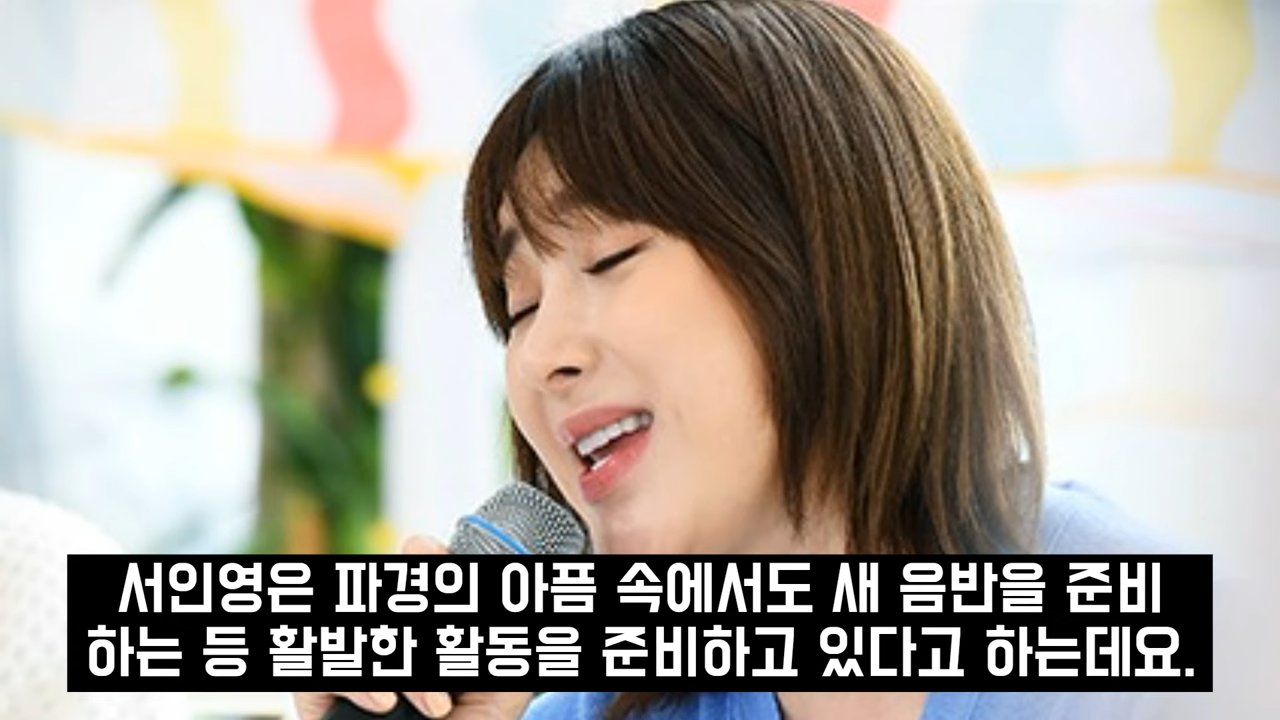 서인영은 파경의 아픔 속에서도 새 음반을 준비
하는 등 활발한 활동을 준비하고 있다고 하는데요.